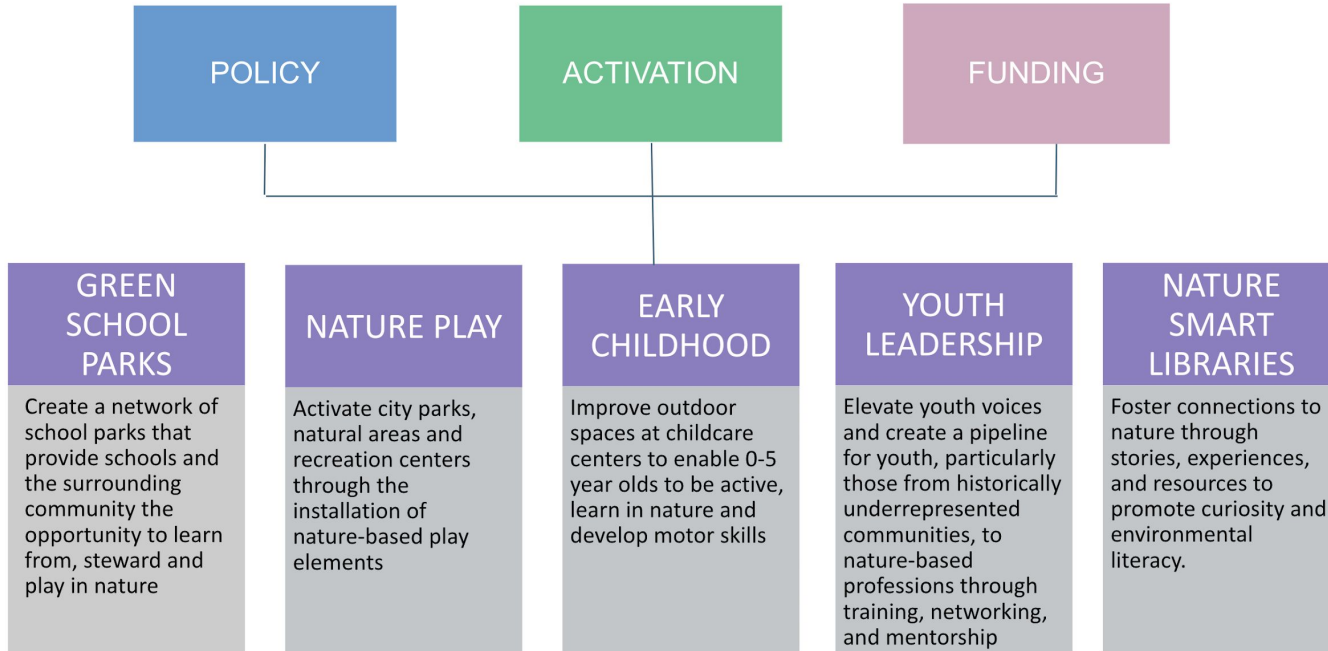 POLICY
ACTIVATION
FUNDING
GREEN
SCHOOL
PARKS
Create a network of
school parks that
provide schools and
the surrounding
community the
opportunity to learn
from, steward and
play in nature
NATURE PLAY
Activate city parks,
natural areas and
recreation centers
through the
installation of
nature-based play
elements
EARLY
CHILDHOOD
Improve outdoor
spaces at childcare
centers to enable 0-5
year olds to be active,
learn in nature and
develop motor skills
YOUTH
LEADERSHIP
Elevate youth voices
and create a pipeline
for youth, particularly
those from historically
underrepresented
communities, to
nature-based
professions through
training, networking,
and mentorship
NATURE
SMART
LIBRARIES
Foster connections to
nature through
stories, experiences,
and resources to
promote curiosity and
environmental
literacy.